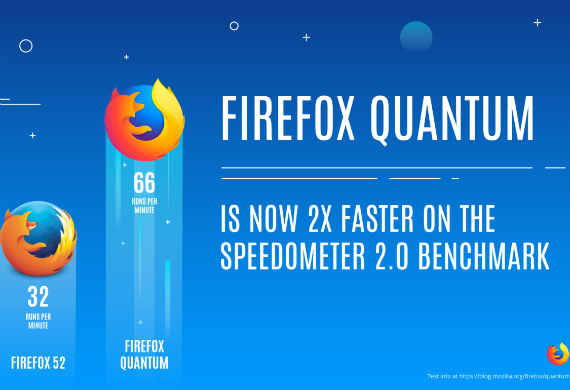 FIREFOX QUANTUM
IS NOW 2X FASTER ON THE
SPEEDOMETER 2.0 BENCHMARK
66
RUNS PER
MINUTE
FIREFOX
QUANTUM
32
RUNS PER
MINUTE
FIREFOX 52
Test info at https://blog.mozilla.org/firefox/quantum